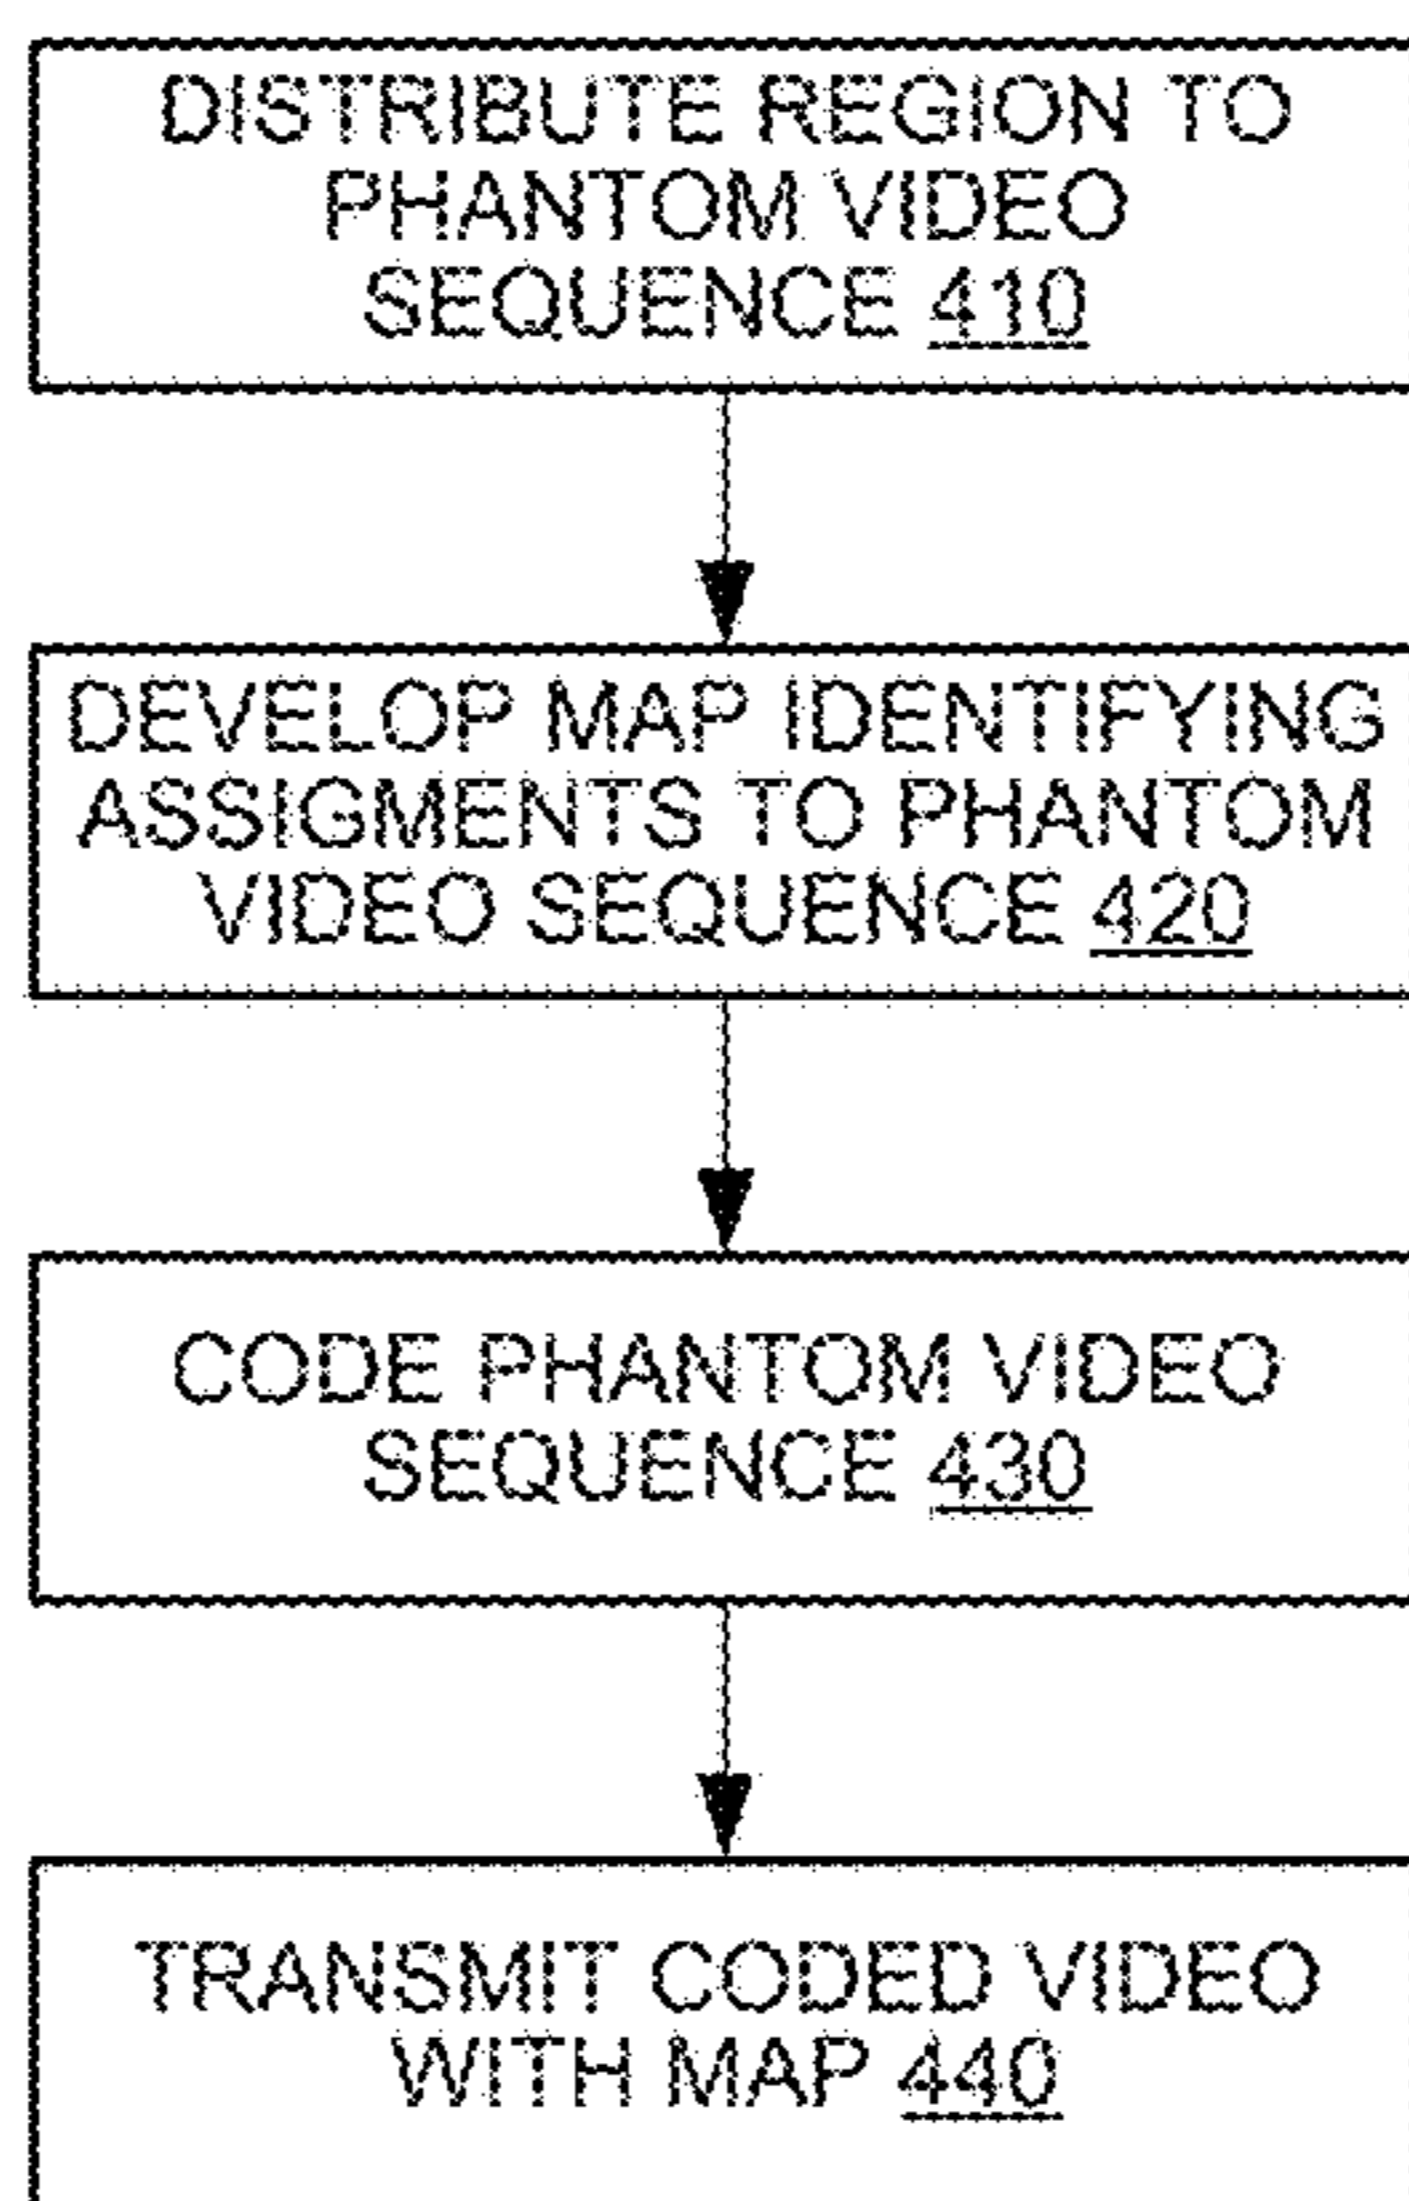 DISTRIBUTE REGION TO
PHANTOM VIDEO
SEQUENCE 410
DEVELOP MAP IDENTIFYING
ASSIGMENTS TO PHANTOM
VIDEO SEQUENCE 420
CODE PHANTOM VIDEO
SEQUENCE 430
TRANSMIT CODED VIDEO
WITH MAP 440